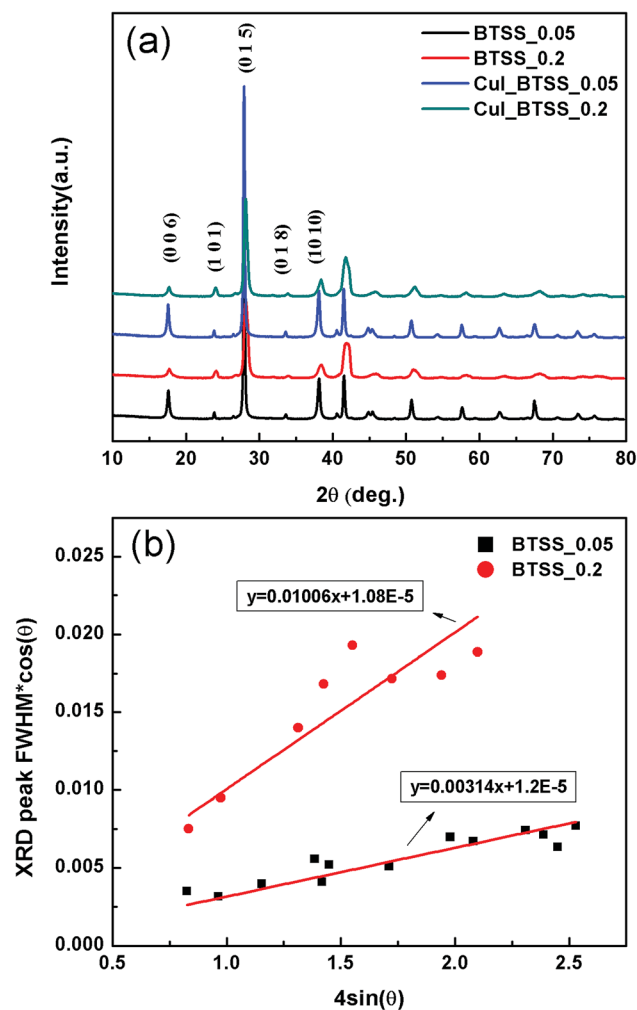 (a)
BTSS_0.05
BTSS_0.2
CuI_BTSS_0.05
CuI_BTSS_0.2
(0 0 6)
(1 0 1)
(0 1 5)
(0 1 8)
(10 10)
Intensity(a.u.)
10 20 30 40 50 60 70 80
2θ (deg.)
(b)
BTSS_0.05
BTSS_0.2
y=0.01006x+1.08E-5
y=0.00314x+1.2E-5
XRD peak FWHM*cos(θ)
0.025
0.020
0.015
0.010
0.005
0.000
0.5 1.0 1.5 2.0 2.5
4sin(θ)